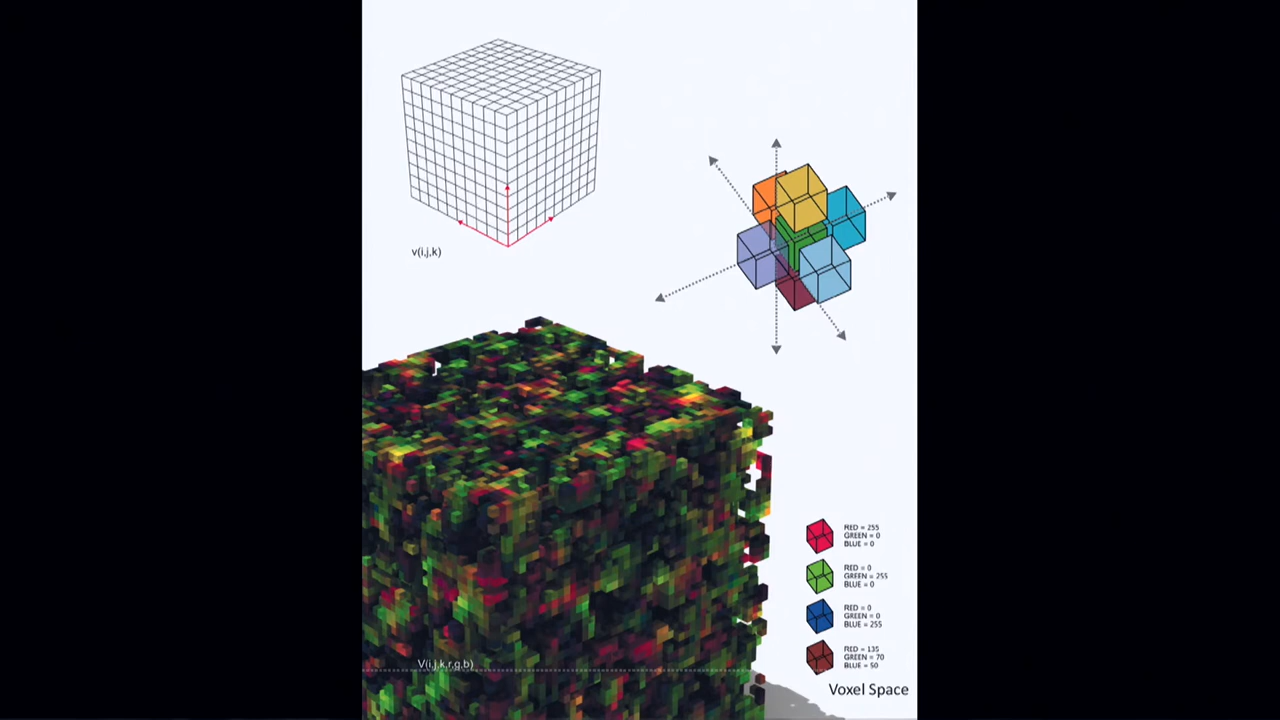 v(i,j,k)
RED = 255
GREEN = 0
BLUE = 0
RED = 0
GREEN = 255
BLUE = 0
RED = 0
GREEN = 0
BLUE = 255
RED = 135
GREEN = 70
BLUE = 50
V(i,j,k,r,g,b)
Voxel Space